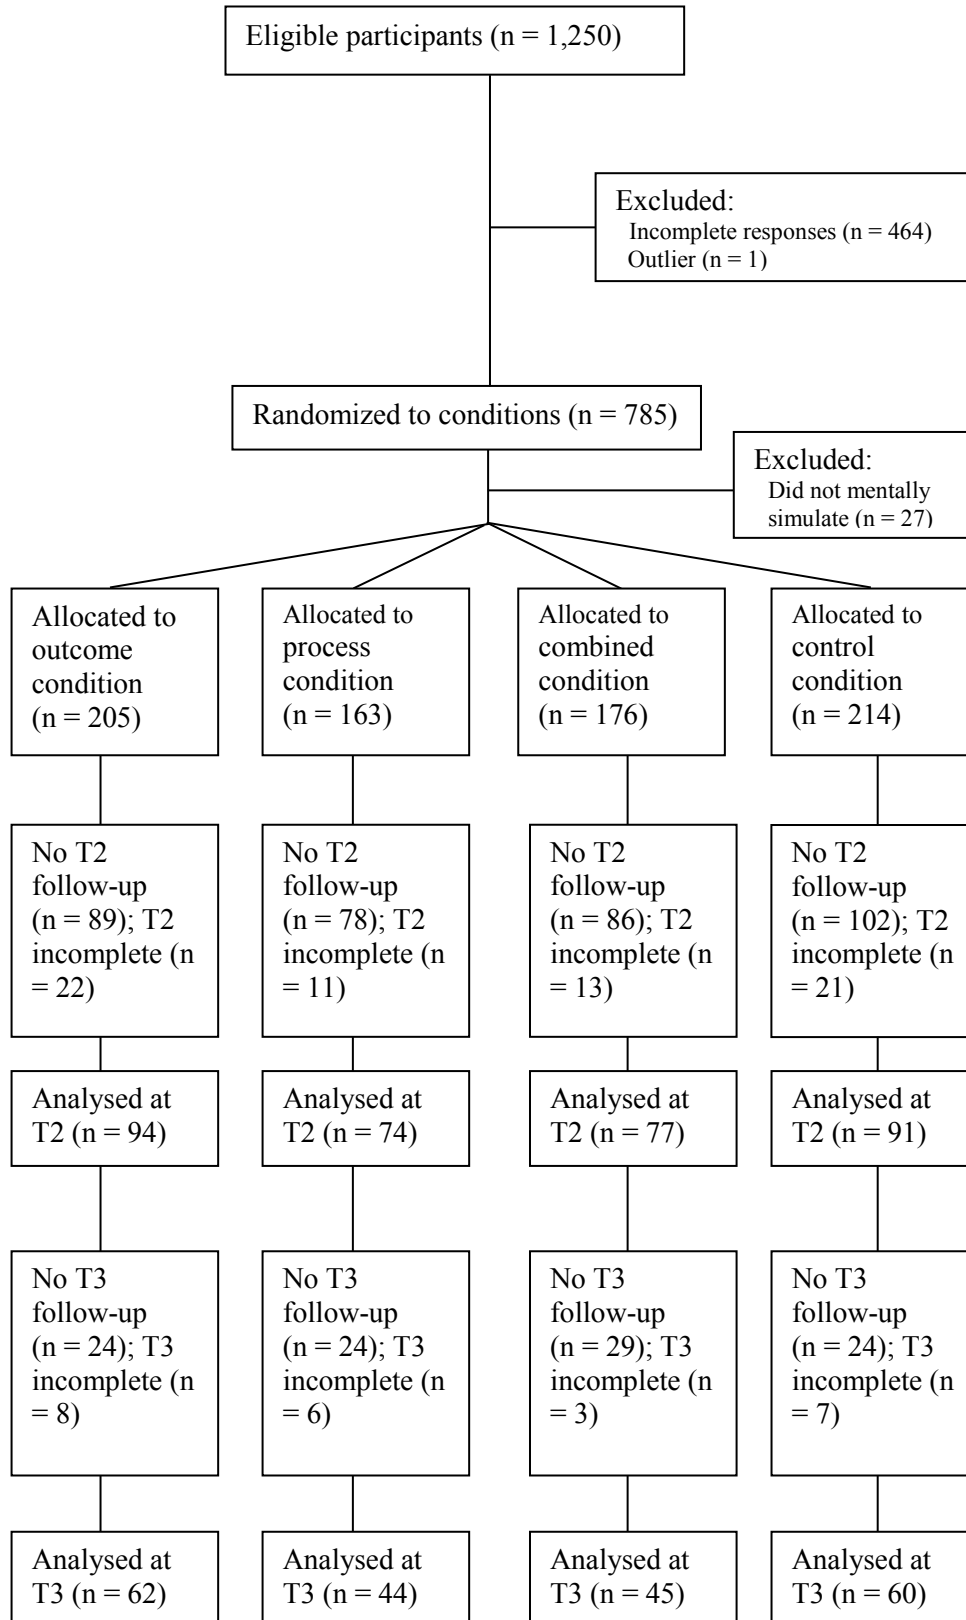 Eligible participants (n = 1,250)
Excluded:
Incomplete responses (n = 464)
Outlier (n = 1)
Randomized to conditions (n = 785)
Excluded:
Did not mentally
simulate (n = 27)
Allocated to
outcome
condition
(n = 205)
Allocated to
process
condition
(n = 163)
Allocated to
combined
condition
(n = 176)
Allocated to
control
condition
(n = 214)
No T2
follow-up
(n = 89); T2
incomplete (n
= 22)
No T2
follow-up
(n = 78); T2
incomplete (n
= 11)
No T2
follow-up
(n = 86); T2
incomplete (n
= 13)
No T2
follow-up
(n = 102); T2
incomplete (n
= 21)
Analysed at
T2 (n = 94)
Analysed at
T2 (n = 74)
Analysed at
T2 (n = 77)
Analysed at
T2 (n = 91)
No T3
follow-up
(n = 24); T3
incomplete (n
= 8)
No T3
follow-up
(n = 24); T3
incomplete (n
= 6)
No T3
follow-up
(n = 29); T3
incomplete (n
= 3)
No T3
follow-up
(n = 24); T3
incomplete (n
= 7)
Analysed at
T3 (n = 62)
Analysed at
T3 (n = 44)
Analysed at
T3 (n = 45)
Analysed at
T3 (n = 60)